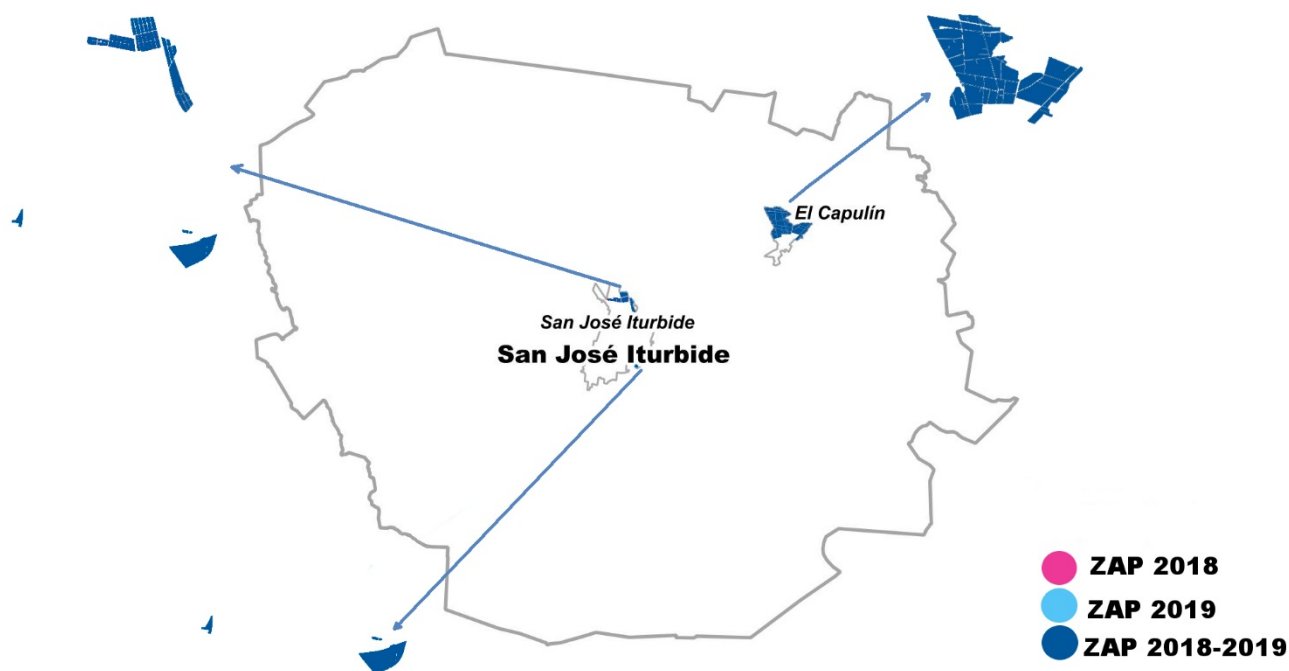 El Capulín
San José Iturbide
San José Iturbide
ZAP 2018
ZAP 2019
ZAP 2018-2019